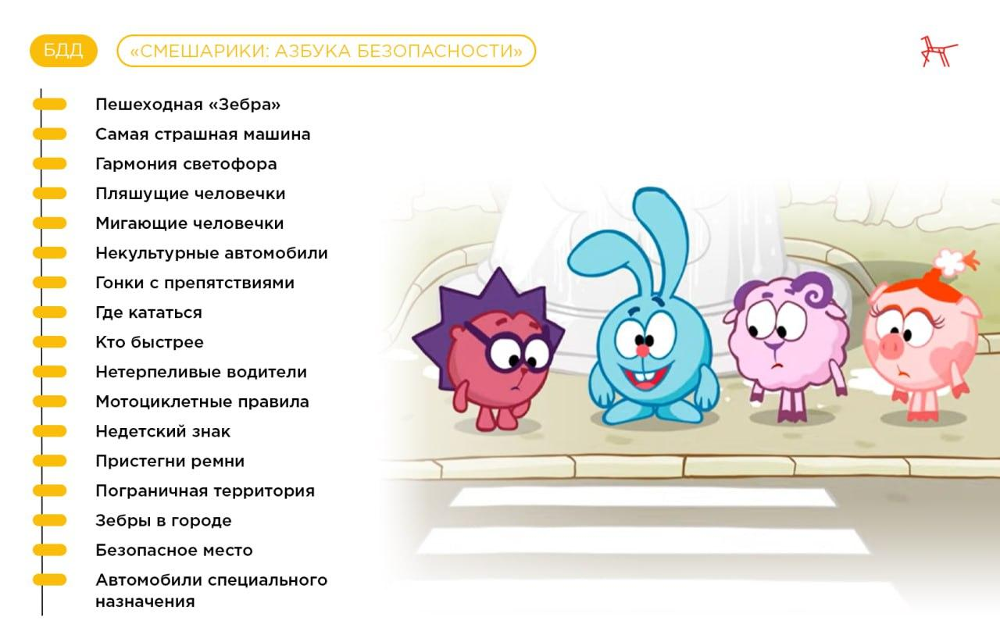 БДД
«СМЕШАРИКИ: АЗБУКА БЕЗОПАСНОСТИ»
Пешеходная «Зебра»
Самая страшная машина
Гармония светофора
Пляшущие человечки
Мигающие человечки
Некультурные автомобили
Гонки с препятствиями
Где кататься
Кто быстрее
Нетерпеливые водители
Мотоциклетные правила
Недетский знак
Пристегни ремни
Пограничная территория
Зебры в городе
Безопасное место
Автомобили специального
назначения